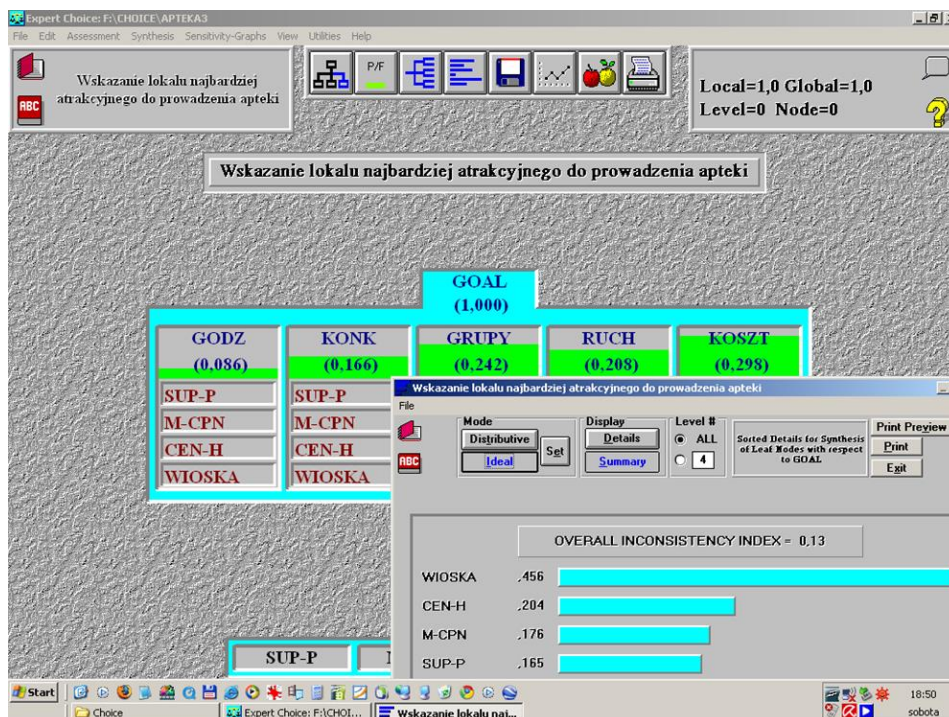 Expert Choice: F:\CHOICE\APTEKA3
File Edit Assessment Synthesis Sensitivity-Graphs View Utilities Help
Wskazanie lokalu najbardziej
atrakcyjnego do prowadzenia apteki
ABC
P/F
Local=1,0 Global=1,0
Level=0 Node=0
Wskazanie lokalu najbardziej atrakcyjnego do prowadzenia apteki
GOAL
(1,000)
GODZ KONK GRUPY RUCH KOSZT
(0,086) (0,166) (0,242) (0,208) (0,298)
SUP-P SUP-P
M-CPN M-CPN
CEN-H CEN-H
WIOSKA WIOSKA
SUP-P
Wskazanie lokalu najbardziej atrakcyjnego do prowadzenia apteki
File
ABC
Mode
Distributive
Ideal
Set
Display
Details
Summary
Level #
ALL
4
Sorted Details for Synthesis
of Leaf Nodes with respect
to GOAL
Print Preview
Print
Exit
OVERALL INCONSISTENCY INDEX = 0,13
WIOSKA ,456
CEN-H ,204
M-CPN ,176
SUP-P ,165
Start
18:50
Choice
Expert Choice: F:\CHOI...
Wskazanie lokalu naj...
sobota